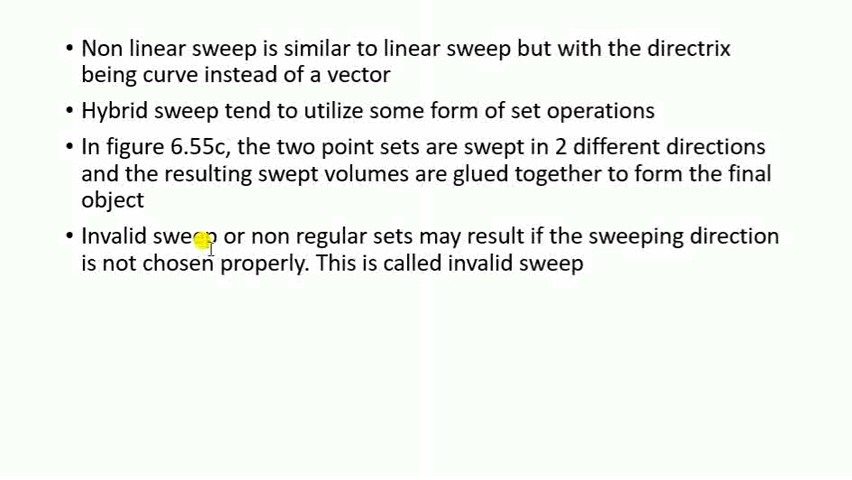 • Non linear sweep is similar to linear sweep but with the directrix
being curve instead of a vector
• Hybrid sweep tend to utilize some form of set operations
• In figure 6.55c, the two point sets are swept in 2 different directions
and the resulting swept volumes are glued together to form the final
object
• Invalid sweep or non regular sets may result if the sweeping direction
is not chosen properly. This is called invalid sweep